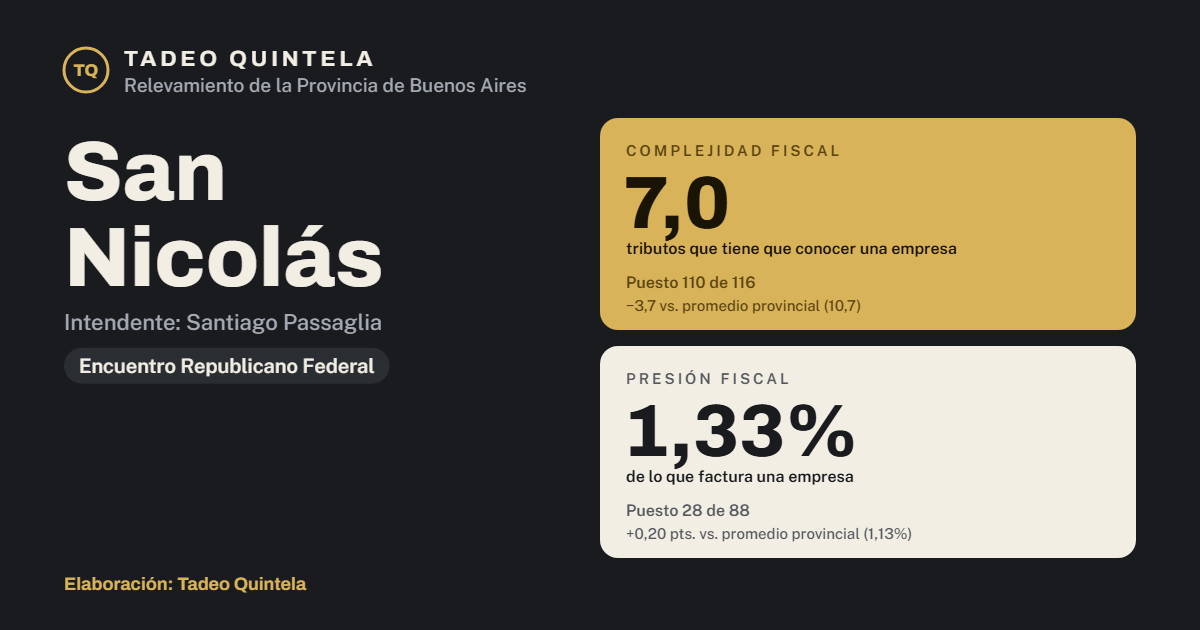 TQ
TADEO QUINTELA
Relevamiento de la Provincia de Buenos Aires
San
Nicolás
Intendente: Santiago Passaglia
Encuentro Republicano Federal
COMPLEJIDAD FISCAL
7,0
tributos que tiene que conocer una empresa
Puesto 110 de 116
−3,7 vs. promedio provincial (10,7)
PRESIÓN FISCAL
1,33%
de lo que factura una empresa
Puesto 28 de 88
+0,20 pts. vs. promedio provincial (1,13%)
Elaboración: Tadeo Quintela